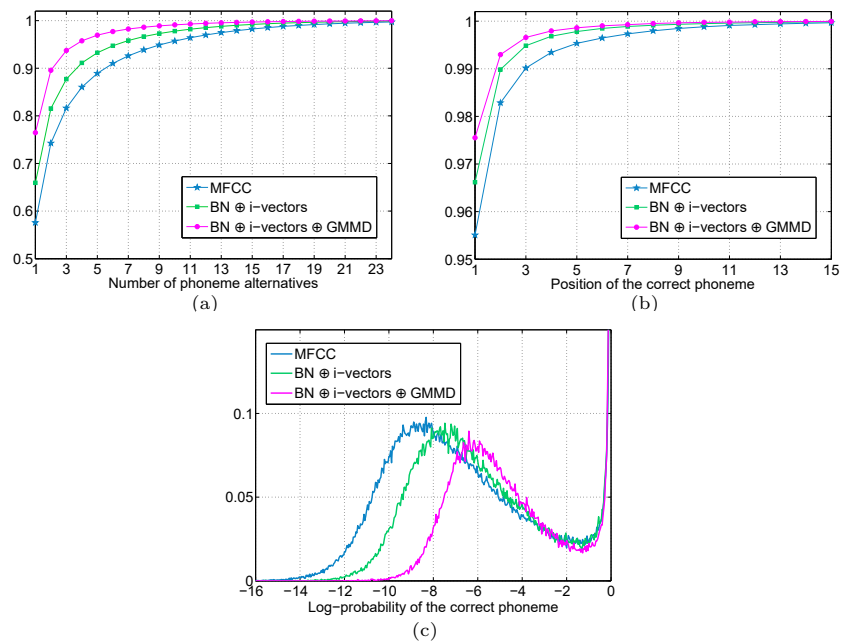 1
0.9
0.8
0.7
0.6
0.5
MFCC
BN ⊕ i−vectors
BN ⊕ i−vectors ⊕ GMMD
1 3 5 7 9 11 13 15 17 19 21 23
Number of phoneme alternatives
(a)
1
0.99
0.98
0.97
0.96
0.95
MFCC
BN ⊕ i−vectors
BN ⊕ i−vectors ⊕ GMMD
1 3 5 7 9 11 13 15
Position of the correct phoneme
(b)
MFCC
BN ⊕ i−vectors
BN ⊕ i−vectors ⊕ GMMD
0.1
0.05
0
−16 −14 −12 −10 −8 −6 −4 −2 0
Log−probability of the correct phoneme
(c)